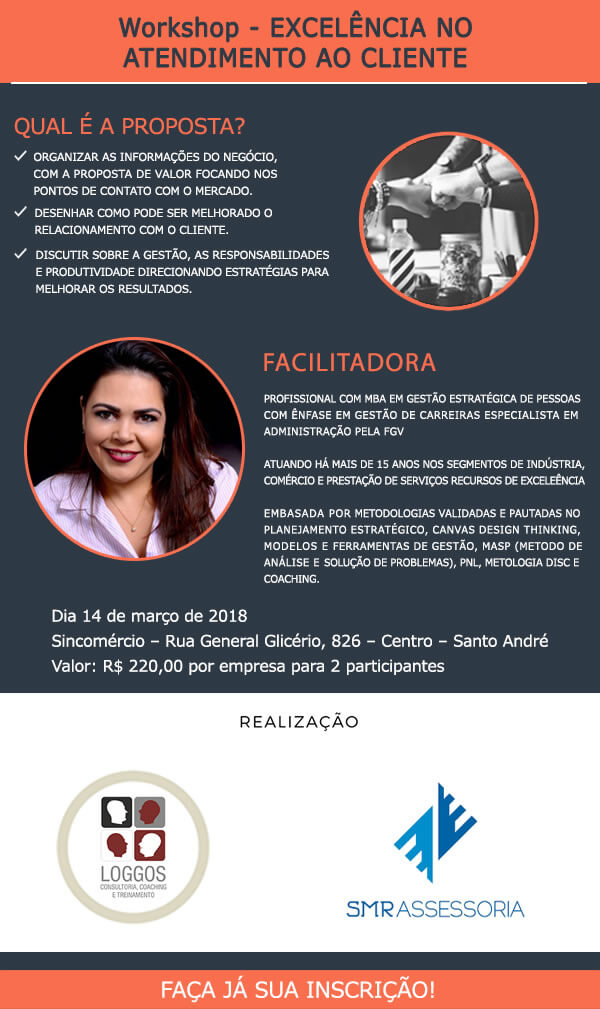 Workshop - EXCELÊNCIA NO
ATENDIMENTO AO CLIENTE
QUAL É A PROPOSTA?
ORGANIZAR AS INFORMAÇÕES DO NEGÓCIO,
COM A PROPOSTA DE VALOR FOCANDO NOS
PONTOS DE CONTATO COM O MERCADO.
DESENHAR COMO PODE SER MELHORADO O
RELACIONAMENTO COM O CLIENTE.
DISCUTIR SOBRE A GESTÃO, AS RESPONSABILIDADES
E PRODUTIVIDADE DIRECIONANDO ESTRATÉGIAS PARA
MELHORAR OS RESULTADOS.
FACILITADORA
PROFISSIONAL COM MBA EM GESTÃO ESTRATÉGICA DE PESSOAS
COM ÊNFASE EM GESTÃO DE CARREIRAS ESPECIALISTA EM
ADMINISTRAÇÃO PELA FGV
ATUANDO HÁ MAIS DE 15 ANOS NOS SEGMENTOS DE INDÚSTRIA,
COMÉRCIO E PRESTAÇÃO DE SERVIÇOS RECURSOS DE EXCELEÊNCIA
EMBASADA POR METODOLOGIAS VALIDADAS E PAUTADAS NO
PLANEJAMENTO ESTRATÉGICO, CANVAS DESIGN THINKING,
MODELOS E FERRAMENTAS DE GESTÃO, MASP (METODO DE
ANÁLISE E SOLUÇÃO DE PROBLEMAS), PNL, METOLOGIA DISC E
COACHING.
Dia 14 de março de 2018
Sincomércio – Rua General Glicério, 826 – Centro – Santo André
Valor: R$ 220,00 por empresa para 2 participantes
REALIZAÇÃO
LOGGOS
CONSULTORIA, COACHING
E TREINAMENTO
SMRASSESSORIA
FAÇA JÁ SUA INSCRIÇÃO!